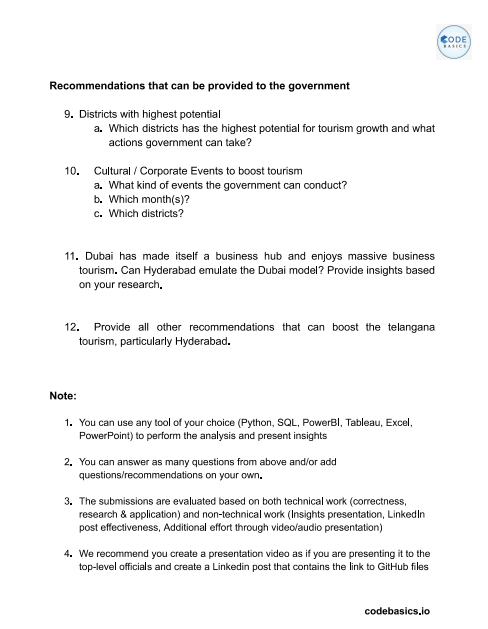 CODE
BASICS
Recommendations that can be provided to the government
9. Districts with highest potential
a. Which districts has the highest potential for tourism growth and what
actions government can take?
10. Cultural / Corporate Events to boost tourism
a. What kind of events the government can conduct?
b. Which month(s)?
c. Which districts?
11. Dubai has made itself a business hub and enjoys massive business
tourism. Can Hyderabad emulate the Dubai model? Provide insights based
on your research.
12. Provide all other recommendations that can boost the telangana
tourism, particularly Hyderabad.
Note:
1. You can use any tool of your choice (Python, SQL, PowerBI, Tableau, Excel,
PowerPoint) to perform the analysis and present insights
2. You can answer as many questions from above and/or add
questions/recommendations on your own.
3. The submissions are evaluated based on both technical work (correctness,
research & application) and non-technical work (Insights presentation, LinkedIn
post effectiveness, Additional effort through video/audio presentation)
4. We recommend you create a presentation video as if you are presenting it to the
top-level officials and create a Linkedin post that contains the link to GitHub files
codebasics.io